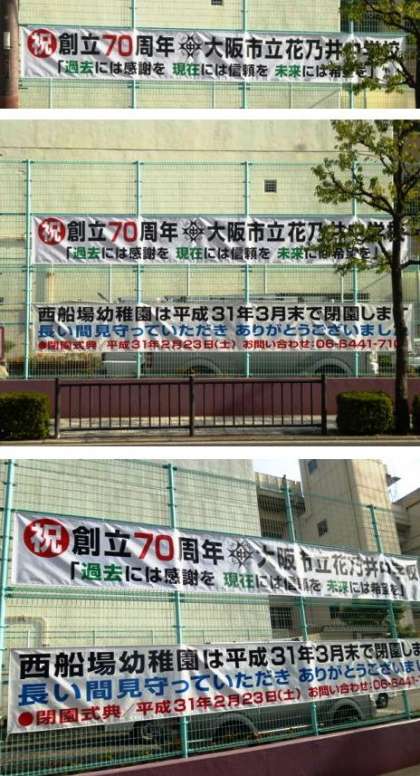 祝 創立70周年 大阪市立花乃井中学校
「過去には感謝を 現在には信頼を 未来には希望を」
祝 創立70周年 大阪市立花乃井中学校
「過去には感謝を 現在には信頼を 未来には希望を」
西船場幼稚園は平成31年3月末で閉園します
長い間見守っていただき ありがとうございました
●閉園式典/平成31年2月23日(土) お問い合わせ:06-6441-710
祝 創立70周年 大阪市立花乃井中学校
「過去には感謝を 現在には信頼を 未来には希望を」
西船場幼稚園は平成31年3月末で閉園しま
長い間見守っていただき ありがとうございまし
●閉園式典/平成31年2月23日(土) お問い合わせ:06-6441-